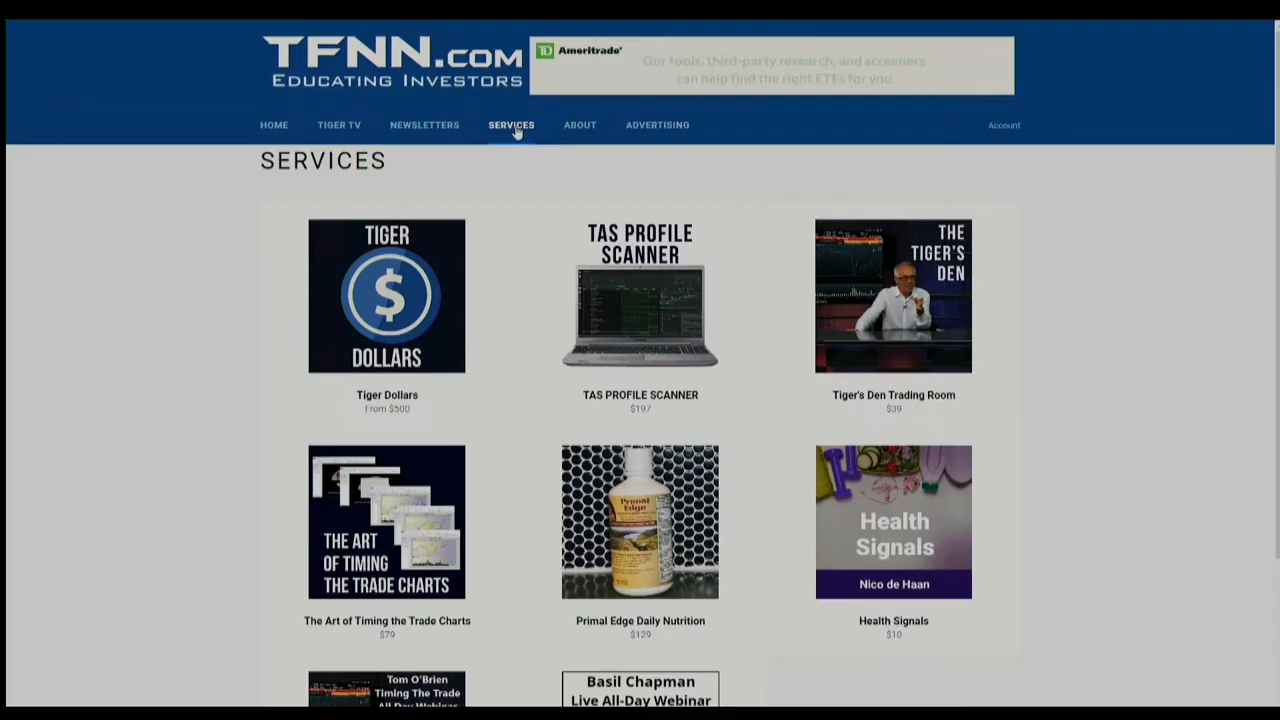 TFNN.COM
EDUCATING INVESTORS
TD Ameritrade
Our tools, third-party research, and screeners
can help find the right ETFs for you.
HOME TIGER TV NEWSLETTERS SERVICES ABOUT ADVERTISING Account
SERVICES
TIGER
$
DOLLARS
TAS PROFILE
SCANNER
THE
TIGER'S
DEN
Tiger Dollars
From $500
TAS PROFILE SCANNER
$197
Tiger's Den Trading Room
$39
THE ART
OF TIMING
THE TRADE CHARTS
Primal
Edge
Health
Signals
Nico de Haan
The Art of Timing the Trade Charts
$79
Primal Edge Daily Nutrition
$129
Health Signals
$10
Tom O'Brien
Timing The Trade
All-Day Webinar
Basil Chapman
Live All-Day Webinar